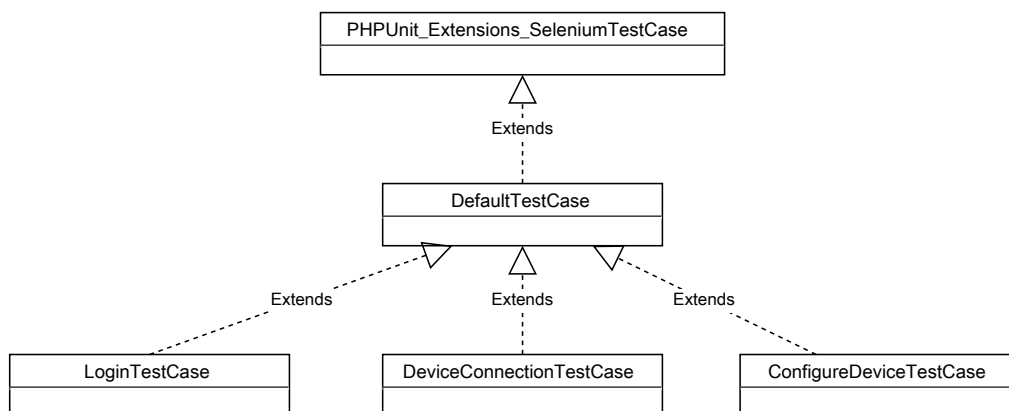 PHPUnit_Extensions_SeleniumTestCase
Extends
DefaultTestCase
Extends
Extends
Extends
LoginTestCase
DeviceConnectionTestCase
ConfigureDeviceTestCase